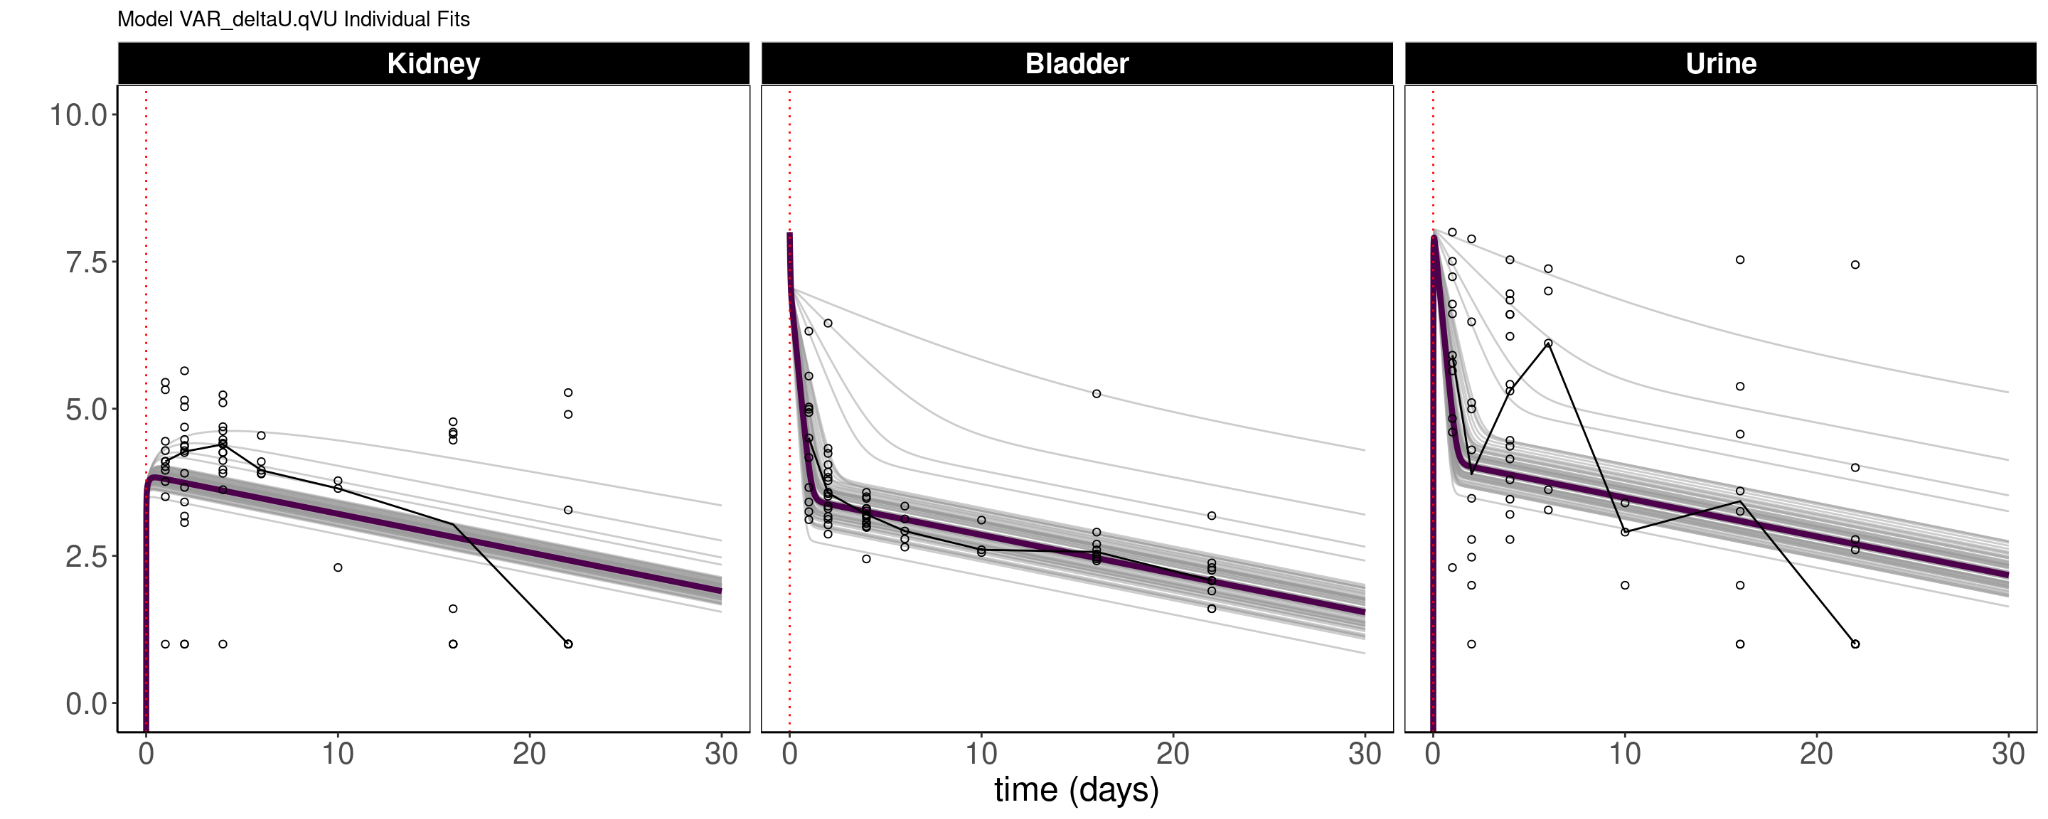 Model VAR_deltaU.qVU Individual Fits
Kidney Bladder Urine
10.0
7.5
5.0
2.5
0.0
0 10 20 30 0 10 20 30 0 10 20 30
time (days)